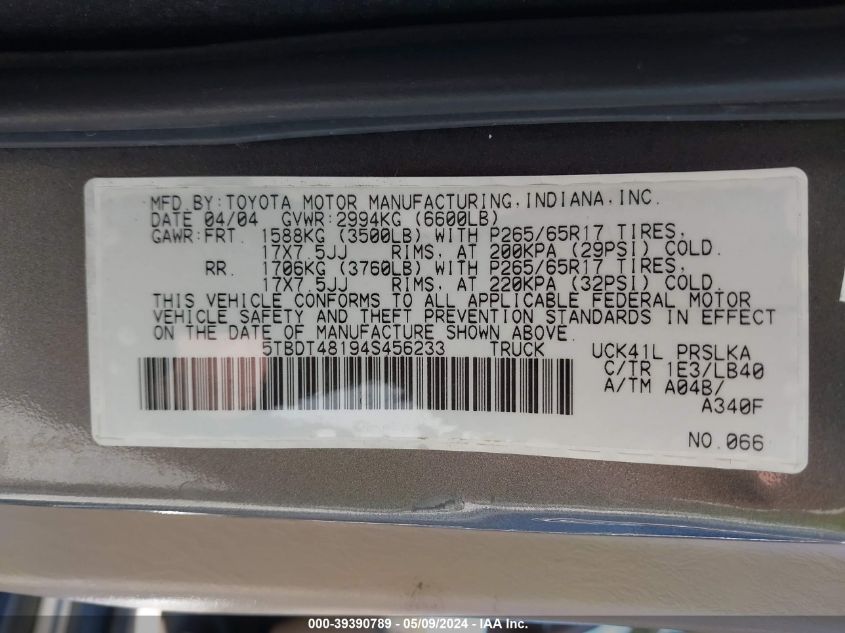 MFD.BY:TOYOTA MOTOR MANUFACTURING,INDIANA,INC.
DATE 04/04 GVWR:2994KG (6600LB)
GAWR:FRT. 1588KG (3500LB) WITH P265/65R17 TIRES,
17X7.5JJ RIMS, AT 200KPA (29PSI) COLD.
RR. 1706KG (3760LB) WITH P265/65R17 TIRES,
17X7.5JJ RIMS, AT 220KPA (32PSI) COLD.
THIS VEHICLE CONFORMS TO ALL APPLICABLE FEDERAL MOTOR
VEHICLE SAFETY AND THEFT PREVENTION STANDARDS IN EFFECT
ON THE DATE OF MANUFACTURE SHOWN ABOVE.
5TBDT48194S456233 TRUCK UCK41L PRSLKA
C/TR 1E3/LB40
A/TM A04B/
A340F
NO.066
000-39390789 - 05/09/2024 - IAA Inc.